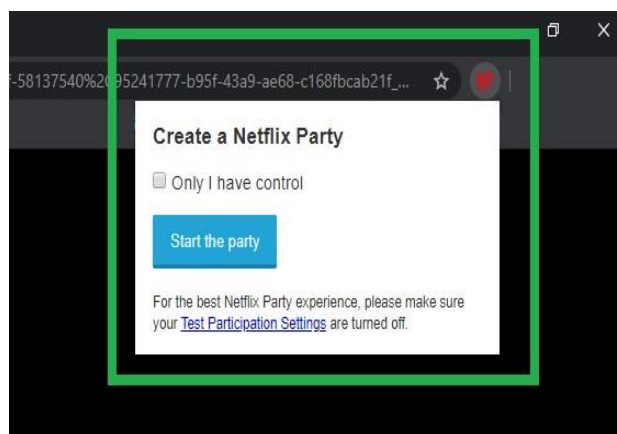 f-58137540%2C95241777-b95f-43a9-ae68-c168fbcab21f_...
Create a Netflix Party
Only I have control
Start the party
For the best Netflix Party experience, please make sure
your Test Participation Settings are turned off.